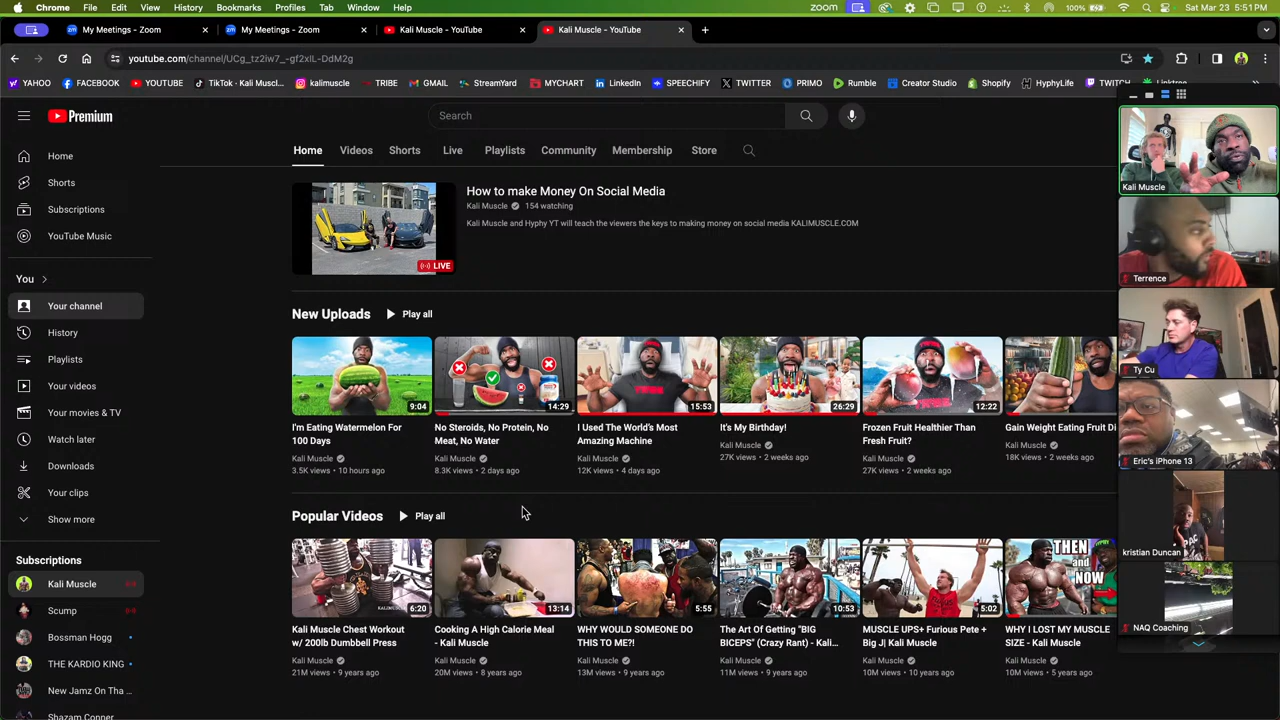 Chrome File Edit View History Bookmarks Profiles Tab Window Help ZOOM 100% Sat Mar 23 5:51 PM
My Meetings - Zoom × My Meetings - Zoom × Kali Muscle - YouTube × Kali Muscle - YouTube × +
youtube.com/channel/UCg_tz2iw7_-gf2xlL-DdM2g
YAHOO FACEBOOK YOUTUBE TikTok - Kali Muscl... kalimuscle TRIBE GMAIL StreamYard MYCHART LinkedIn SPEECHIFY TWITTER PRIMO Rumble Creator Studio Shopify HyphyLife TWITCH Linktree
Premium
Search
Home
Shorts
Subscriptions
YouTube Music
You >
Your channel
History
Playlists
Your videos
Your movies & TV
Watch later
Downloads
Your clips
Show more
Subscriptions
Kali Muscle
Scump
Bossman Hogg
THE KARDIO KING
New Jamz On Tha ...
Shazam Conner
Home Videos Shorts Live Playlists Community Membership Store
How to make Money On Social Media
Kali Muscle 154 watching
Kali Muscle and Hyphy YT will teach the viewers the keys to making money on social media KALIMUSCLE.COM
LIVE
New Uploads Play all
9:04 14:29 15:53 26:29 12:22
I'm Eating Watermelon For 100 Days
Kali Muscle
3.5K views • 10 hours ago
No Steroids, No Protein, No Meat, No Water
Kali Muscle
8.3K views • 2 days ago
I Used The World's Most Amazing Machine
Kali Muscle
12K views • 4 days ago
It's My Birthday!
Kali Muscle
27K views • 2 weeks ago
Frozen Fruit Healthier Than Fresh Fruit?
Kali Muscle
27K views • 2 weeks ago
Gain Weight Eating Fruit Di
Kali Muscle
18K views • 2 weeks ago
Popular Videos Play all
KALIMUSCLE 6:20 13:14 5:55 10:53 5:02 THEN and NOW
Kali Muscle Chest Workout w/ 200lb Dumbbell Press
Kali Muscle
21M views • 9 years ago
Cooking A High Calorie Meal - Kali Muscle
Kali Muscle
20M views • 8 years ago
WHY WOULD SOMEONE DO THIS TO ME?!
Kali Muscle
13M views • 9 years ago
The Art Of Getting "BIG BICEPS" (Crazy Rant) - Kali...
Kali Muscle
11M views • 9 years ago
MUSCLE UPS+ Furious Pete + Big J| Kali Muscle
Kali Muscle
10M views • 10 years ago
WHY I LOST MY MUSCLE SIZE - Kali Muscle
Kali Muscle
10M views • 5 years ago
Kali Muscle
Terrence
Ty Cu
Eric's iPhone 13
kristian Duncan
NAQ Coaching